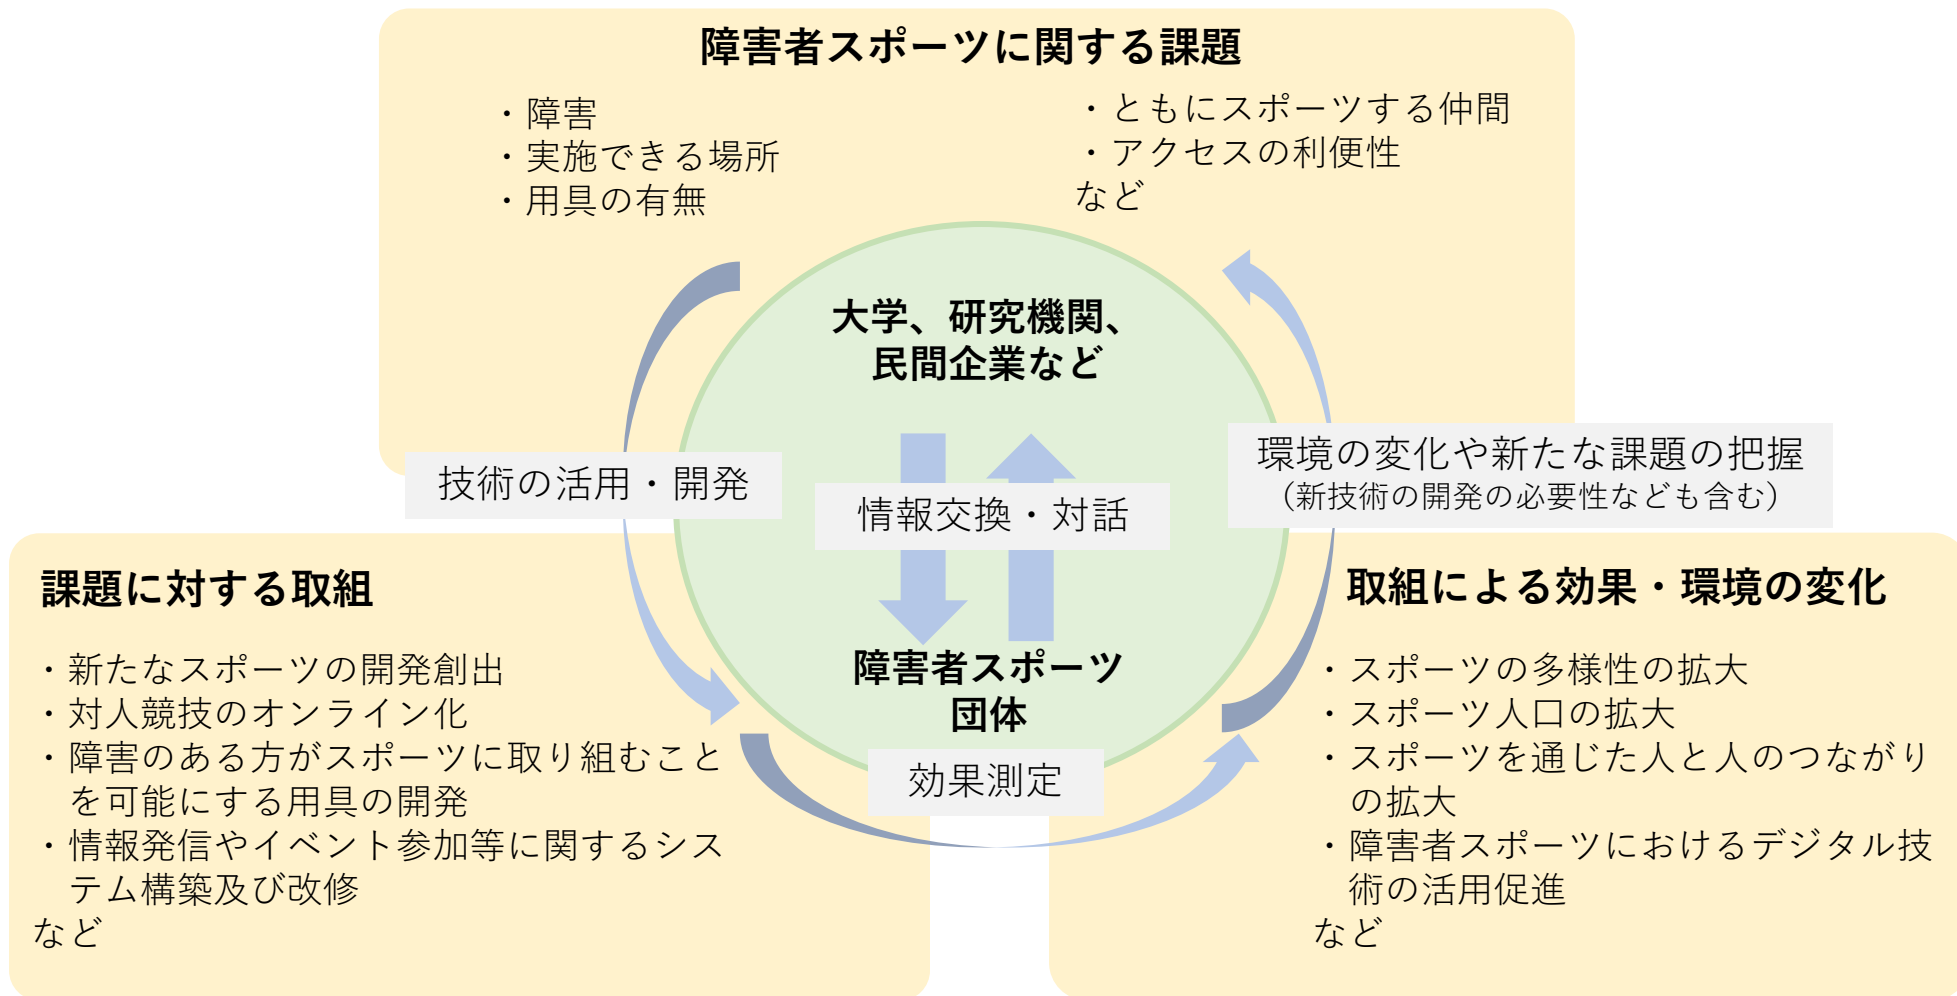 障害者スポーツに関する課題
・障害
・実施できる場所
・用具の有無
・ともにスポーツする仲間
・アクセスの利便性
など
大学、研究機関、
民間企業など
技術の活用・開発
情報交換・対話
環境の変化や新たな課題の把握
（新技術の開発の必要性なども含む）
障害者スポーツ
団体
効果測定
課題に対する取組
・新たなスポーツの開発創出
・対人競技のオンライン化
・障害のある方がスポーツに取り組むこと
を可能にする用具の開発
・情報発信やイベント参加等に関するシス
テム構築及び改修
など
取組による効果・環境の変化
・スポーツの多様性の拡大
・スポーツ人口の拡大
・スポーツを通じた人と人のつながり
の拡大
・障害者スポーツにおけるデジタル技
術の活用促進
など